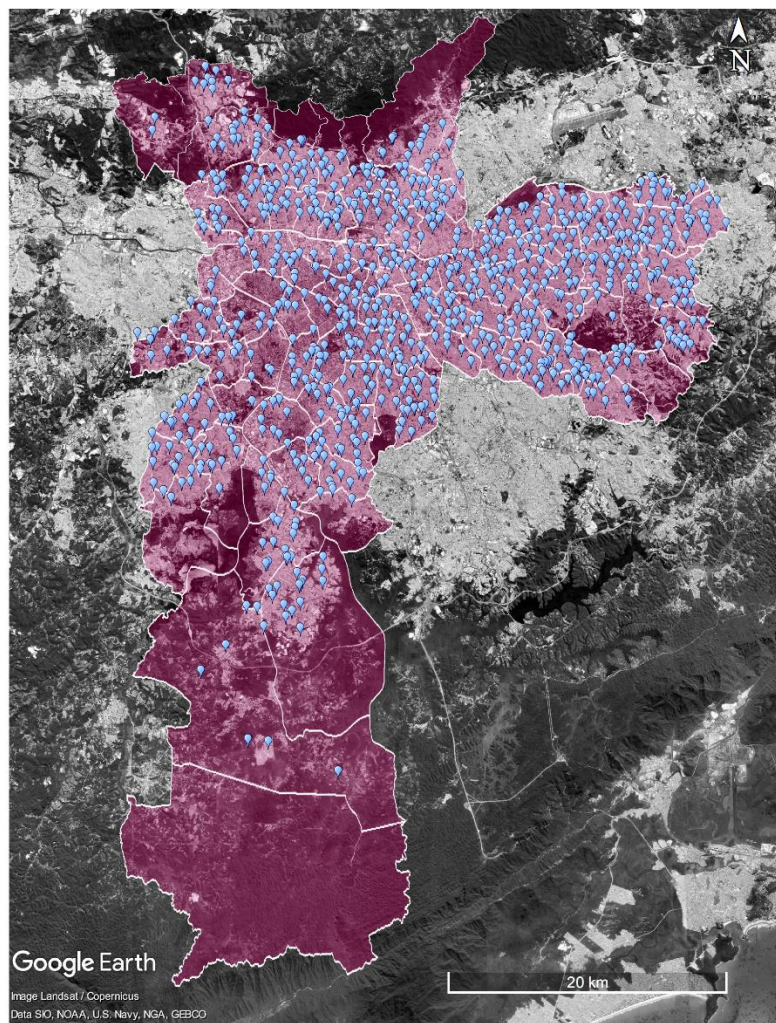 N
Google Earth
20 km
Image Landsat / Copernicus
Data SIO, NOAA, U.S. Navy, NGA, GEBCO